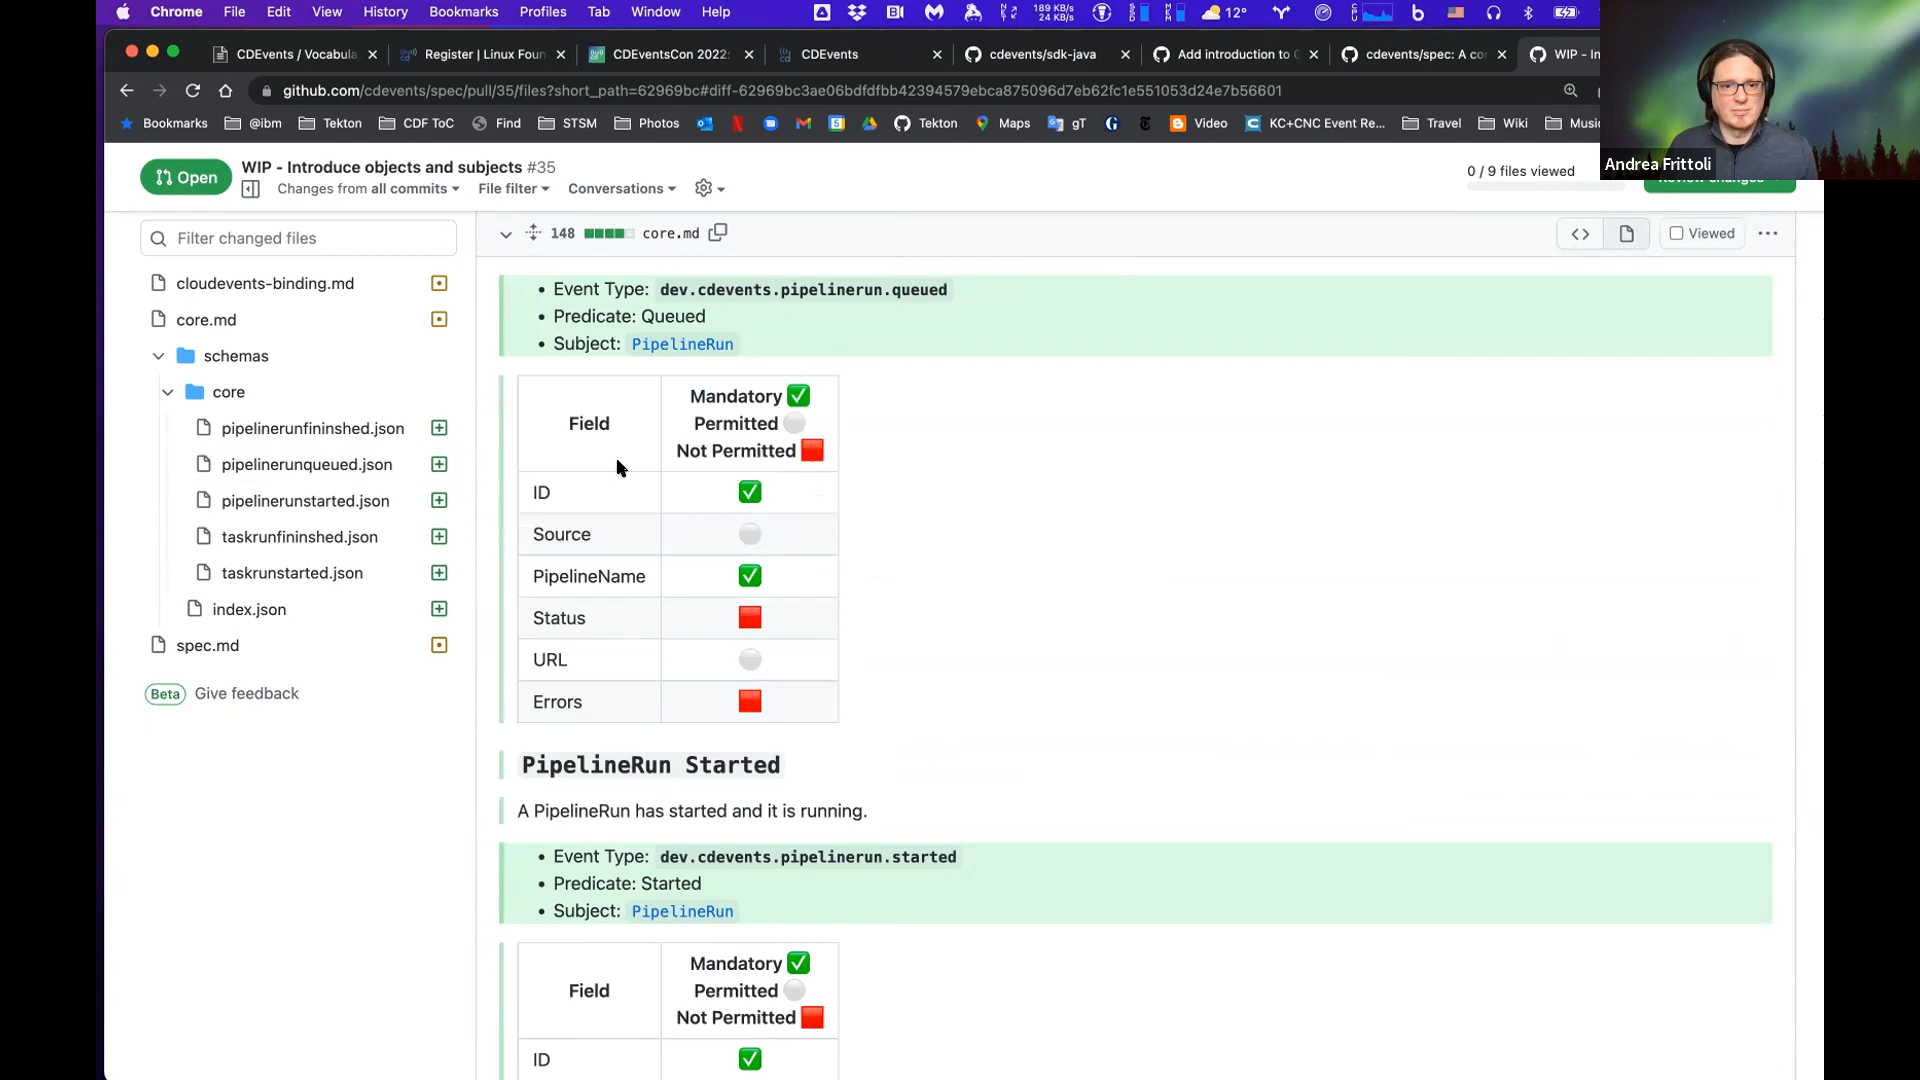 Chrome File Edit View History Bookmarks Profiles Tab Window Help 189 KB/s 24 KB/s 12°
CDEvents / Vocabula Register | Linux Foun CDEventsCon 2022: CDEvents cdevents/sdk-java Add introduction to C cdevents/spec: A co WIP - In
github.com/cdevents/spec/pull/35/files?short_path=62969bc#diff-62969bc3ae06bdfdfbb42394579ebca875096d7eb62fc1e551053d24e7b56601
Bookmarks @ibm Tekton CDF ToC Find STSM Photos Tekton Maps gT Video KC+CNC Event Re... Travel Wiki Music
Andrea Frittoli
Open
WIP - Introduce objects and subjects #35
Changes from all commits File filter Conversations
0 / 9 files viewed
Review changes
Filter changed files
cloudevents-binding.md
core.md
schemas
core
pipelinerunfininshed.json
pipelinerunqueued.json
pipelinerunstarted.json
taskrunfininshed.json
taskrunstarted.json
index.json
spec.md
Beta Give feedback
148 core.md Viewed
• Event Type: dev.cdevents.pipelinerun.queued
• Predicate: Queued
• Subject: PipelineRun
Field
Mandatory ✅
Permitted ⚪
Not Permitted 🟥
ID ✅
Source ⚪
PipelineName ✅
Status 🟥
URL ⚪
Errors 🟥
PipelineRun Started
A PipelineRun has started and it is running.
• Event Type: dev.cdevents.pipelinerun.started
• Predicate: Started
• Subject: PipelineRun
Field
Mandatory ✅
Permitted ⚪
Not Permitted 🟥
ID ✅